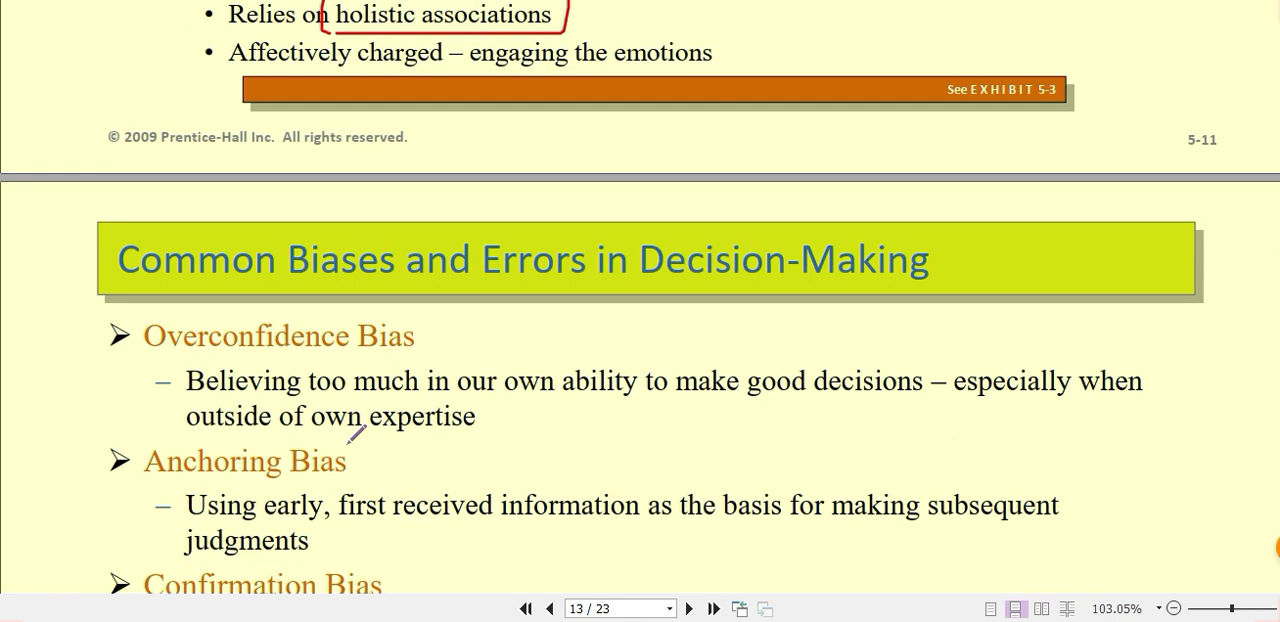 • Relies on holistic associations
• Affectively charged – engaging the emotions
See EXHIBIT 5-3
© 2009 Prentice-Hall Inc. All rights reserved.
5-11
Common Biases and Errors in Decision-Making
➢ Overconfidence Bias
– Believing too much in our own ability to make good decisions – especially when
outside of own expertise
➢ Anchoring Bias
– Using early, first received information as the basis for making subsequent
judgments
➢ Confirmation Bias
13 / 23
103.05%